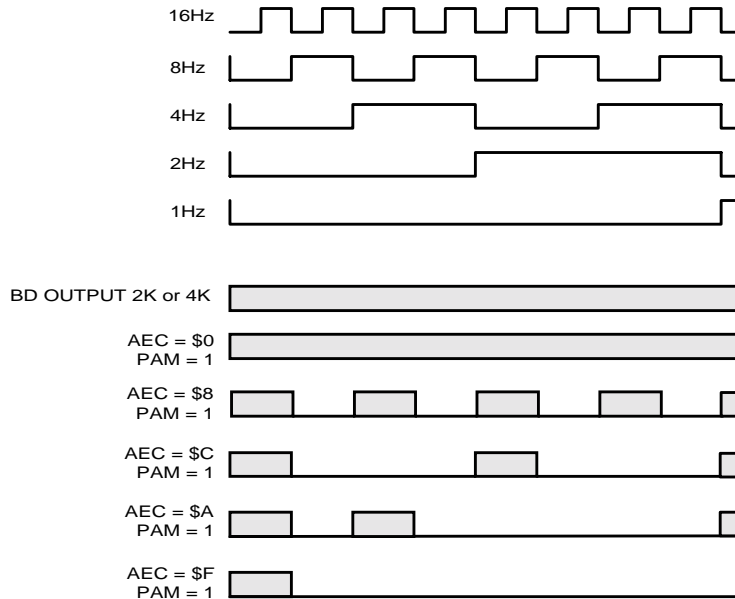 16Hz
8Hz
4Hz
2Hz
1Hz
BD OUTPUT 2K or 4K
AEC = $0
PAM = 1
AEC = $8
PAM = 1
AEC = $C
PAM = 1
AEC = $A
PAM = 1
AEC = $F
PAM = 1